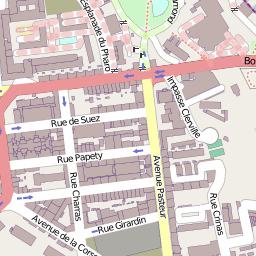 Esplanade du Pharo
Bo
Impasse Clerville
Rue de Suez
Rue Papety
Avenue Pasteur
Rue Charras
Rue Crinas
Rue Girardin
Avenue de la Corse